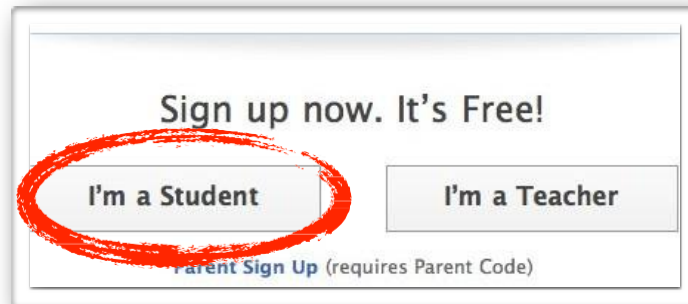 Sign up now. It's Free!
I'm a Student
I'm a Teacher
Parent Sign Up (requires Parent Code)